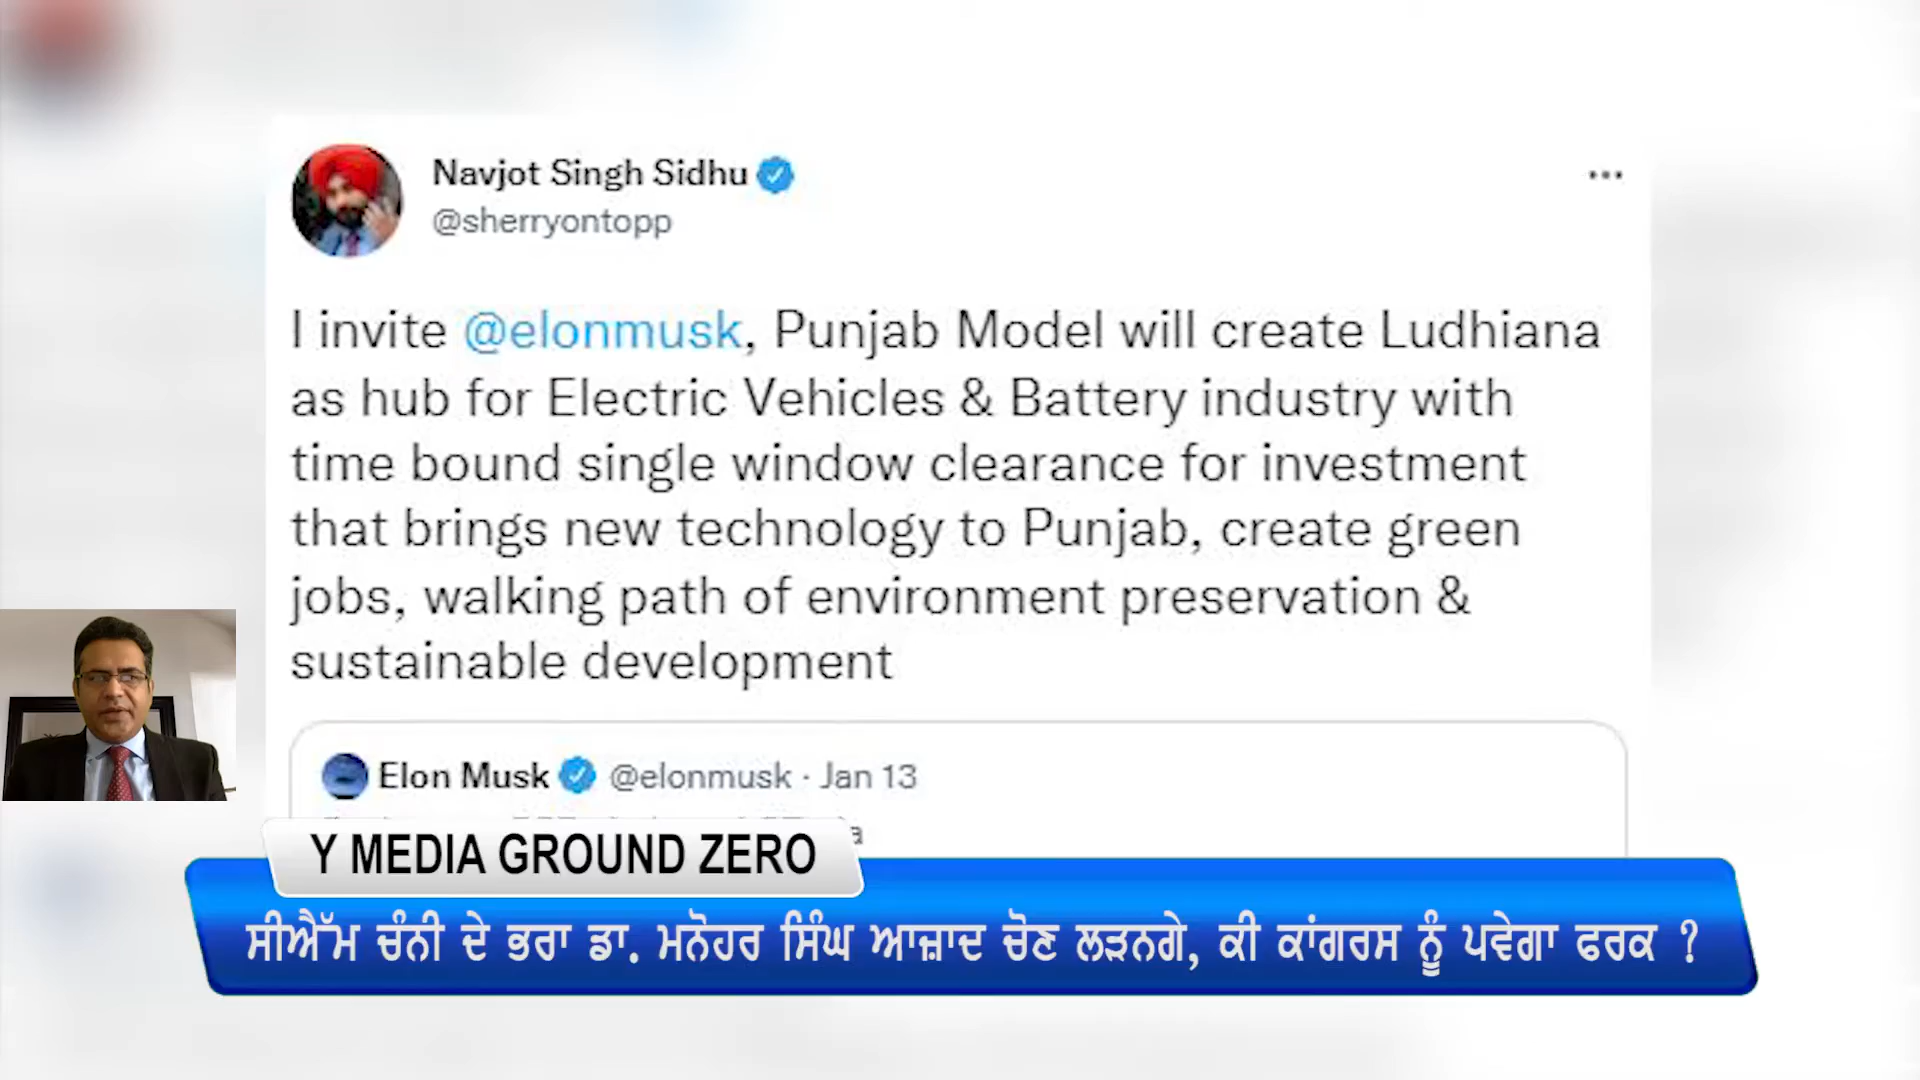 Navjot Singh Sidhu
@sherryontopp
I invite @elonmusk, Punjab Model will create Ludhiana
as hub for Electric Vehicles & Battery industry with
time bound single window clearance for investment
that brings new technology to Punjab, create green
jobs, walking path of environment preservation &
sustainable development
Elon Musk @elonmusk · Jan 13
Y MEDIA GROUND ZERO
ਸੀਐੱਮ ਚੰਨੀ ਦੇ ਭਰਾ ਡਾ. ਮਨੋਹਰ ਸਿੰਘ ਆਜ਼ਾਦ ਚੋਣ ਲੜਨਗੇ, ਕੀ ਕਾਂਗਰਸ ਨੂੰ ਪਵੇਗਾ ਫਰਕ ?